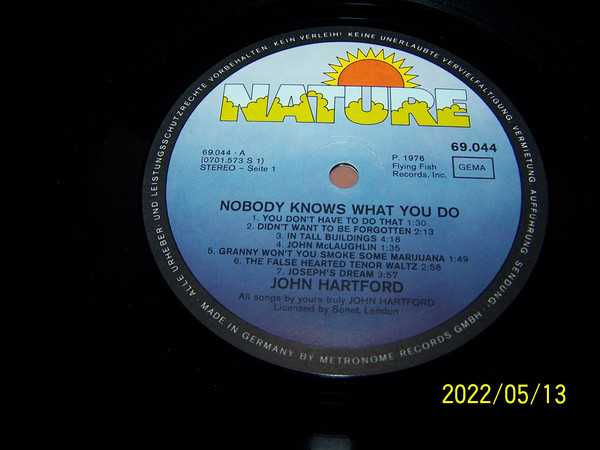 ALLE URHEBER- UND LEISTUNGSSCHUTZRECHTE VORBEHALTEN. KEIN VERLEIH! KEINE UNERLAUBTE VERVIELFÄLTIGUNG, VERMIETUNG, AUFFÜHRUNG, SENDUNG!
NATURE
69.044 - A
(0701.573 S 1)
STEREO – Seite 1
P. 1976
Flying Fish
Records, Inc.
69.044
GEMA
NOBODY KNOWS WHAT YOU DO
1. YOU DON'T HAVE TO DO THAT 1:30
2. DIDN'T WANT TO BE FORGOTTEN 2:13
3. IN TALL BUILDINGS 4:18
4. JOHN McLAUGHLIN 1:35
5. GRANNY WON'T YOU SMOKE SOME MARIJUANA 1:49
6. THE FALSE HEARTED TENOR WALTZ 2:58
7. JOSEPH'S DREAM 3:57
JOHN HARTFORD
All songs by yours truly JOHN HARTFORD
Licensed by Sonet, London
· MADE IN GERMANY BY METRONOME RECORDS GMBH ·
2022/05/13